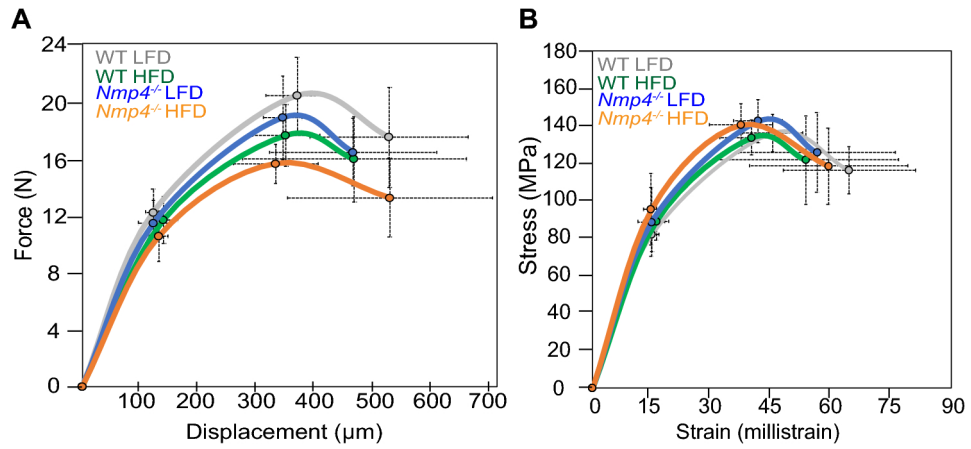 A
24
20
16
12
8
4
0
Force (N)
WT LFD
WT HFD
Nmp4-/- LFD
Nmp4-/- HFD
100 200 300 400 500 600 700
Displacement (µm)
B
180
160
140
120
100
80
60
40
20
0
Stress (MPa)
WT LFD
WT HFD
Nmp4-/- LFD
Nmp4-/- HFD
0 15 30 45 60 75 90
Strain (millistrain)